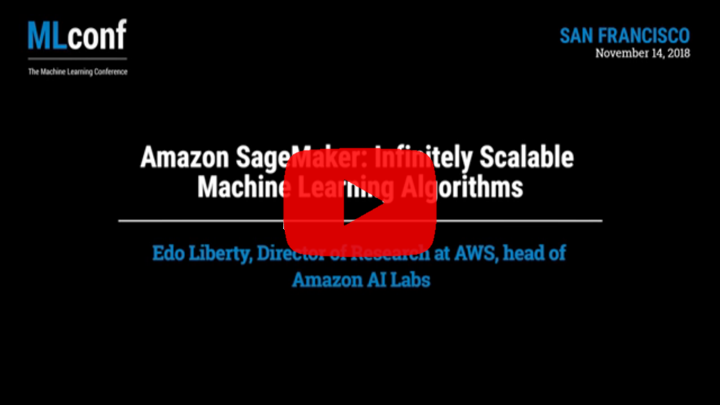 MLconf
The Machine Learning Conference
SAN FRANCISCO
November 14, 2018
Amazon SageMaker: Infinitely Scalable
Machine Learning Algorithms
Edo Liberty, Director of Research at AWS, head of
Amazon AI Labs